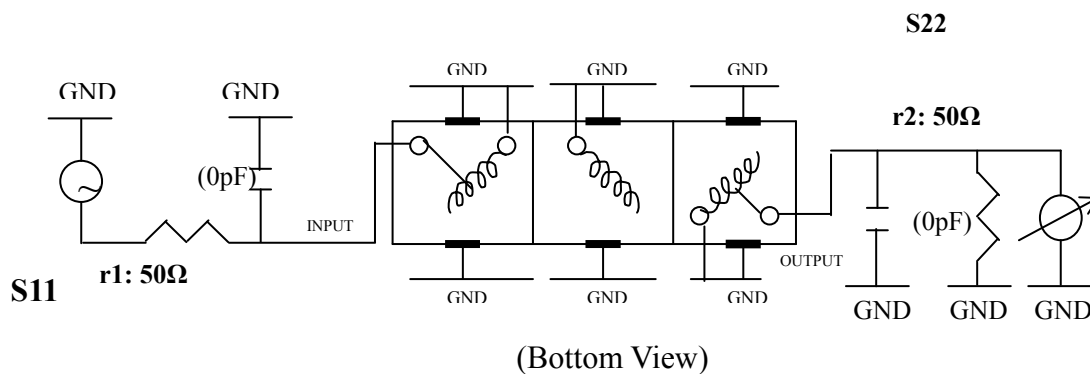 S22
GND GND GND GND GND
r2: 50Ω
(0pF) (0pF)
INPUT
OUTPUT
r1: 50Ω
S11
GND GND GND GND GND GND
(Bottom View)